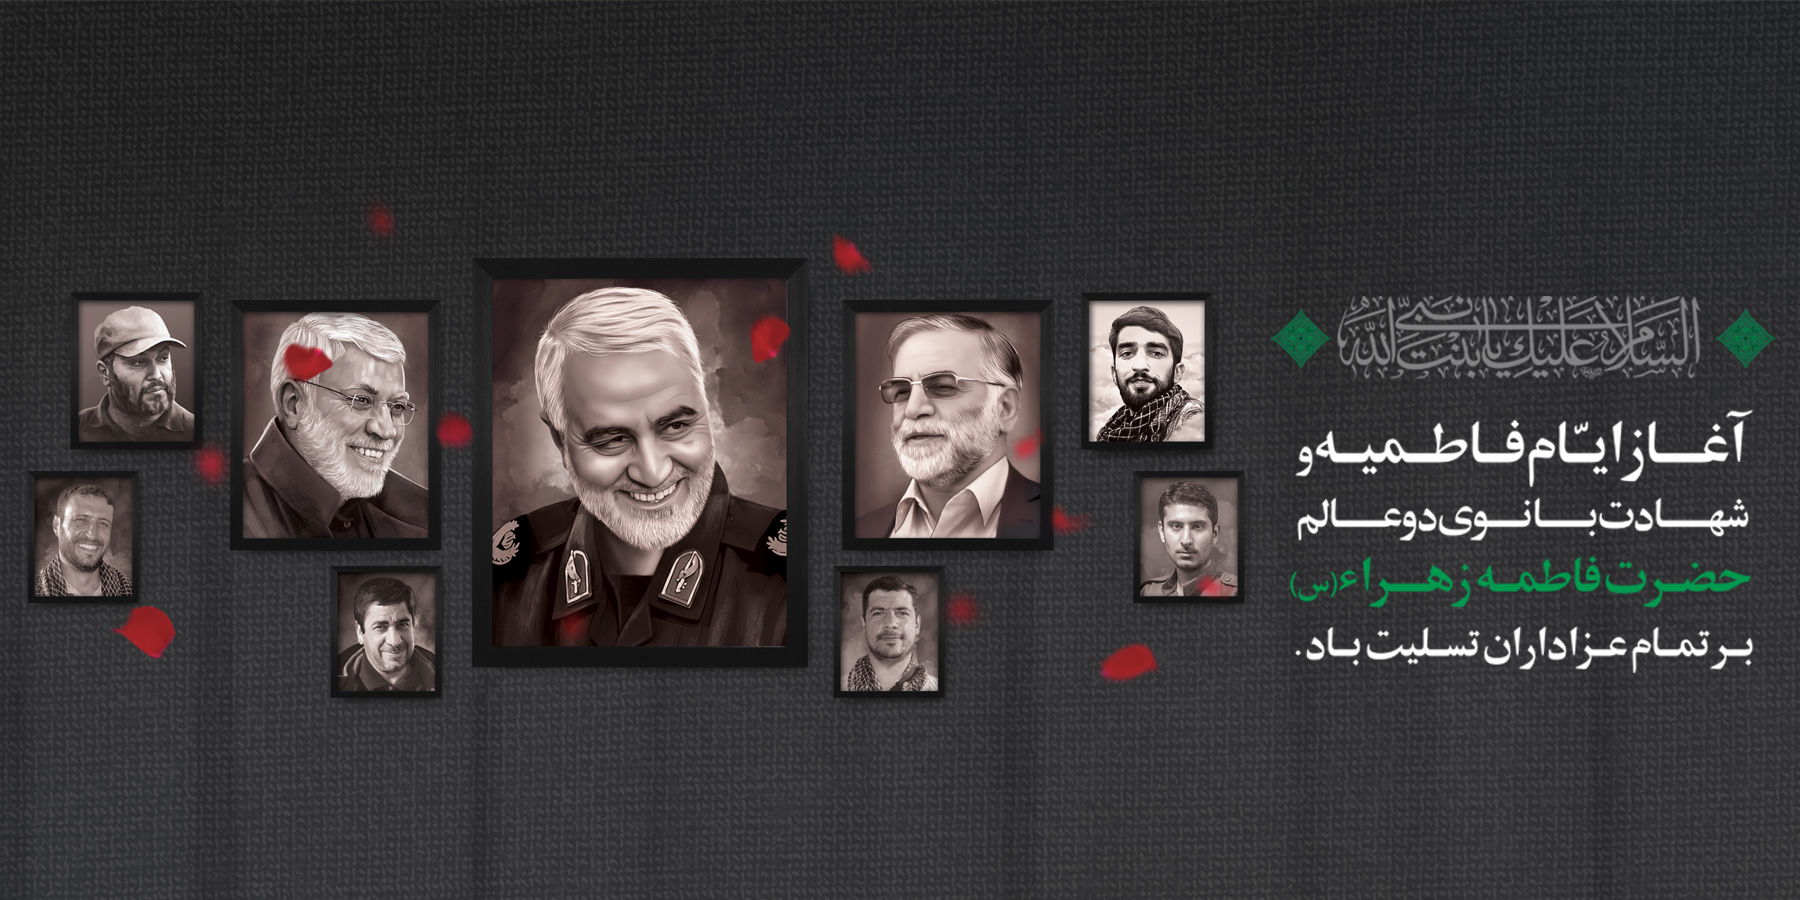 السلام علیك یا بنت نبی الله
آغاز ایّام فاطمیه و
شهادت بانوی دو عالم
حضرت فاطمه زهراء(س)
بر تمام عزاداران تسلیت باد.